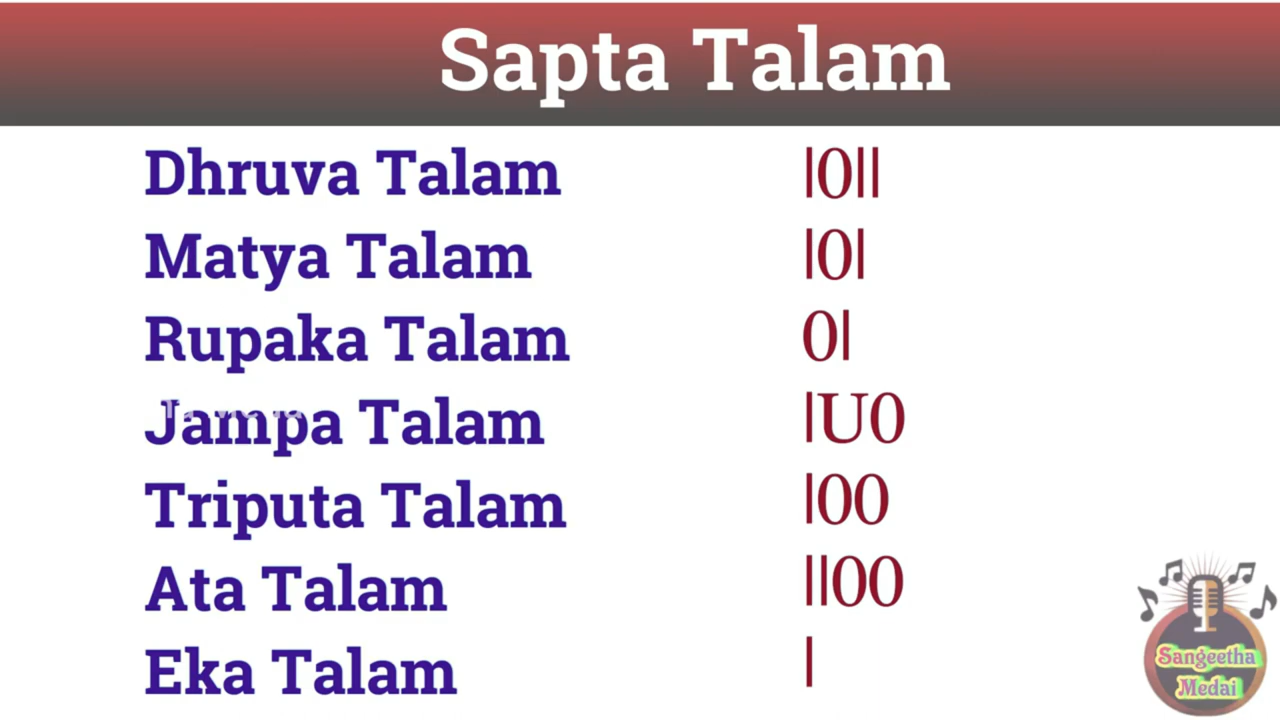 Sapta Talam
Dhruva Talam |0||
Matya Talam |0|
Rupaka Talam 0|
Jampa Talam |U0
Triputa Talam |00
Ata Talam ||00
Eka Talam |
Sangeetha
Medai